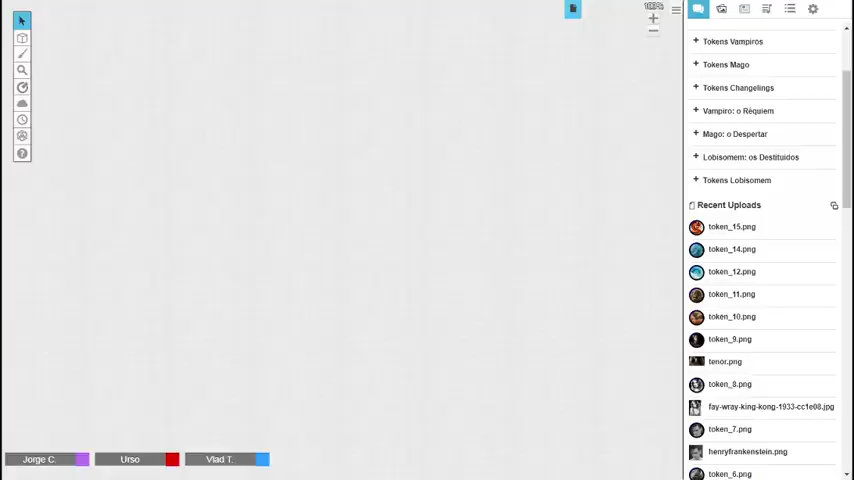 100%
Tokens Vampiros
Tokens Mago
Tokens Changelings
Vampiro: o Réquiem
Mago: o Despertar
Lobisomem: os Destituídos
Tokens Lobisomem
Recent Uploads
token_15.png
token_14.png
token_12.png
token_11.png
token_10.png
token_9.png
tenor.png
token_8.png
fay-wray-king-kong-1933-cc1e08.jpg
token_7.png
henryfrankenstein.png
token_6.png
Jorge C.
Urso
Vlad T.